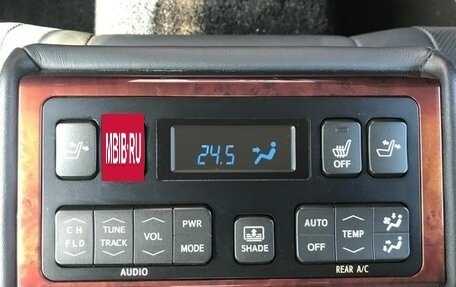 MBIB.RU
24.5
OFF
CH
FLD
TUNE
TRACK
VOL
PWR
MODE
SHADE
AUTO
OFF
TEMP
AUDIO
REAR A/C